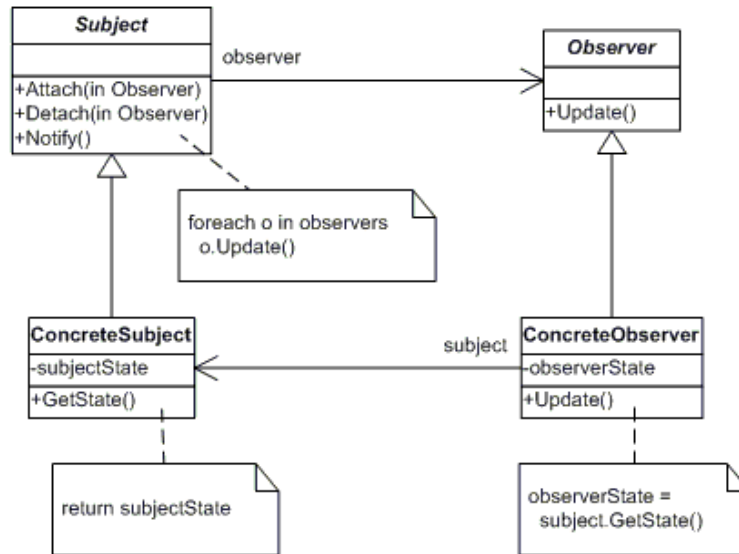 Subject
Observer
observer
+Attach(in Observer)
+Detach(in Observer)
+Notify()
+Update()
foreach o in observers
o.Update()
ConcreteSubject
-subjectState
+GetState()
subject
ConcreteObserver
-observerState
+Update()
return subjectState
observerState =
subject.GetState()